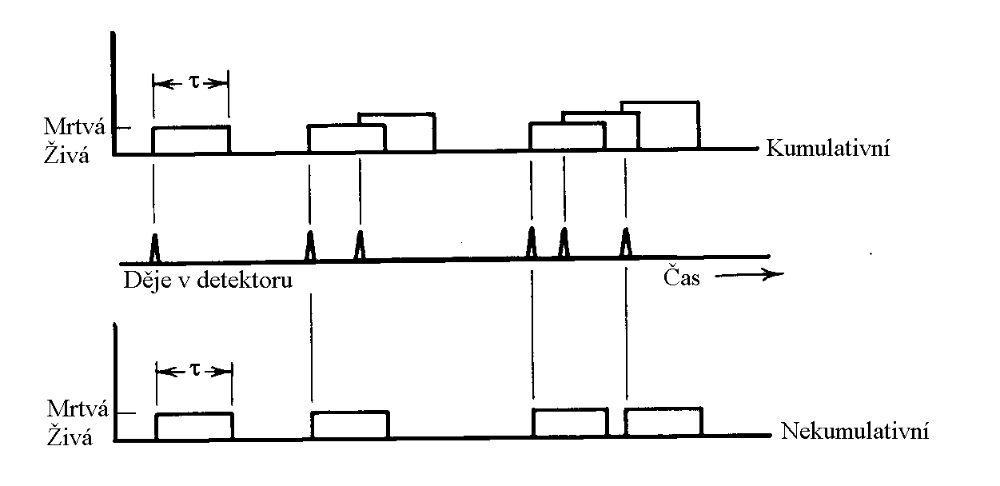 τ
Mrtvá
Živá
Kumulativní
Děje v detektoru
Čas
τ
Mrtvá
Živá
Nekumulativní